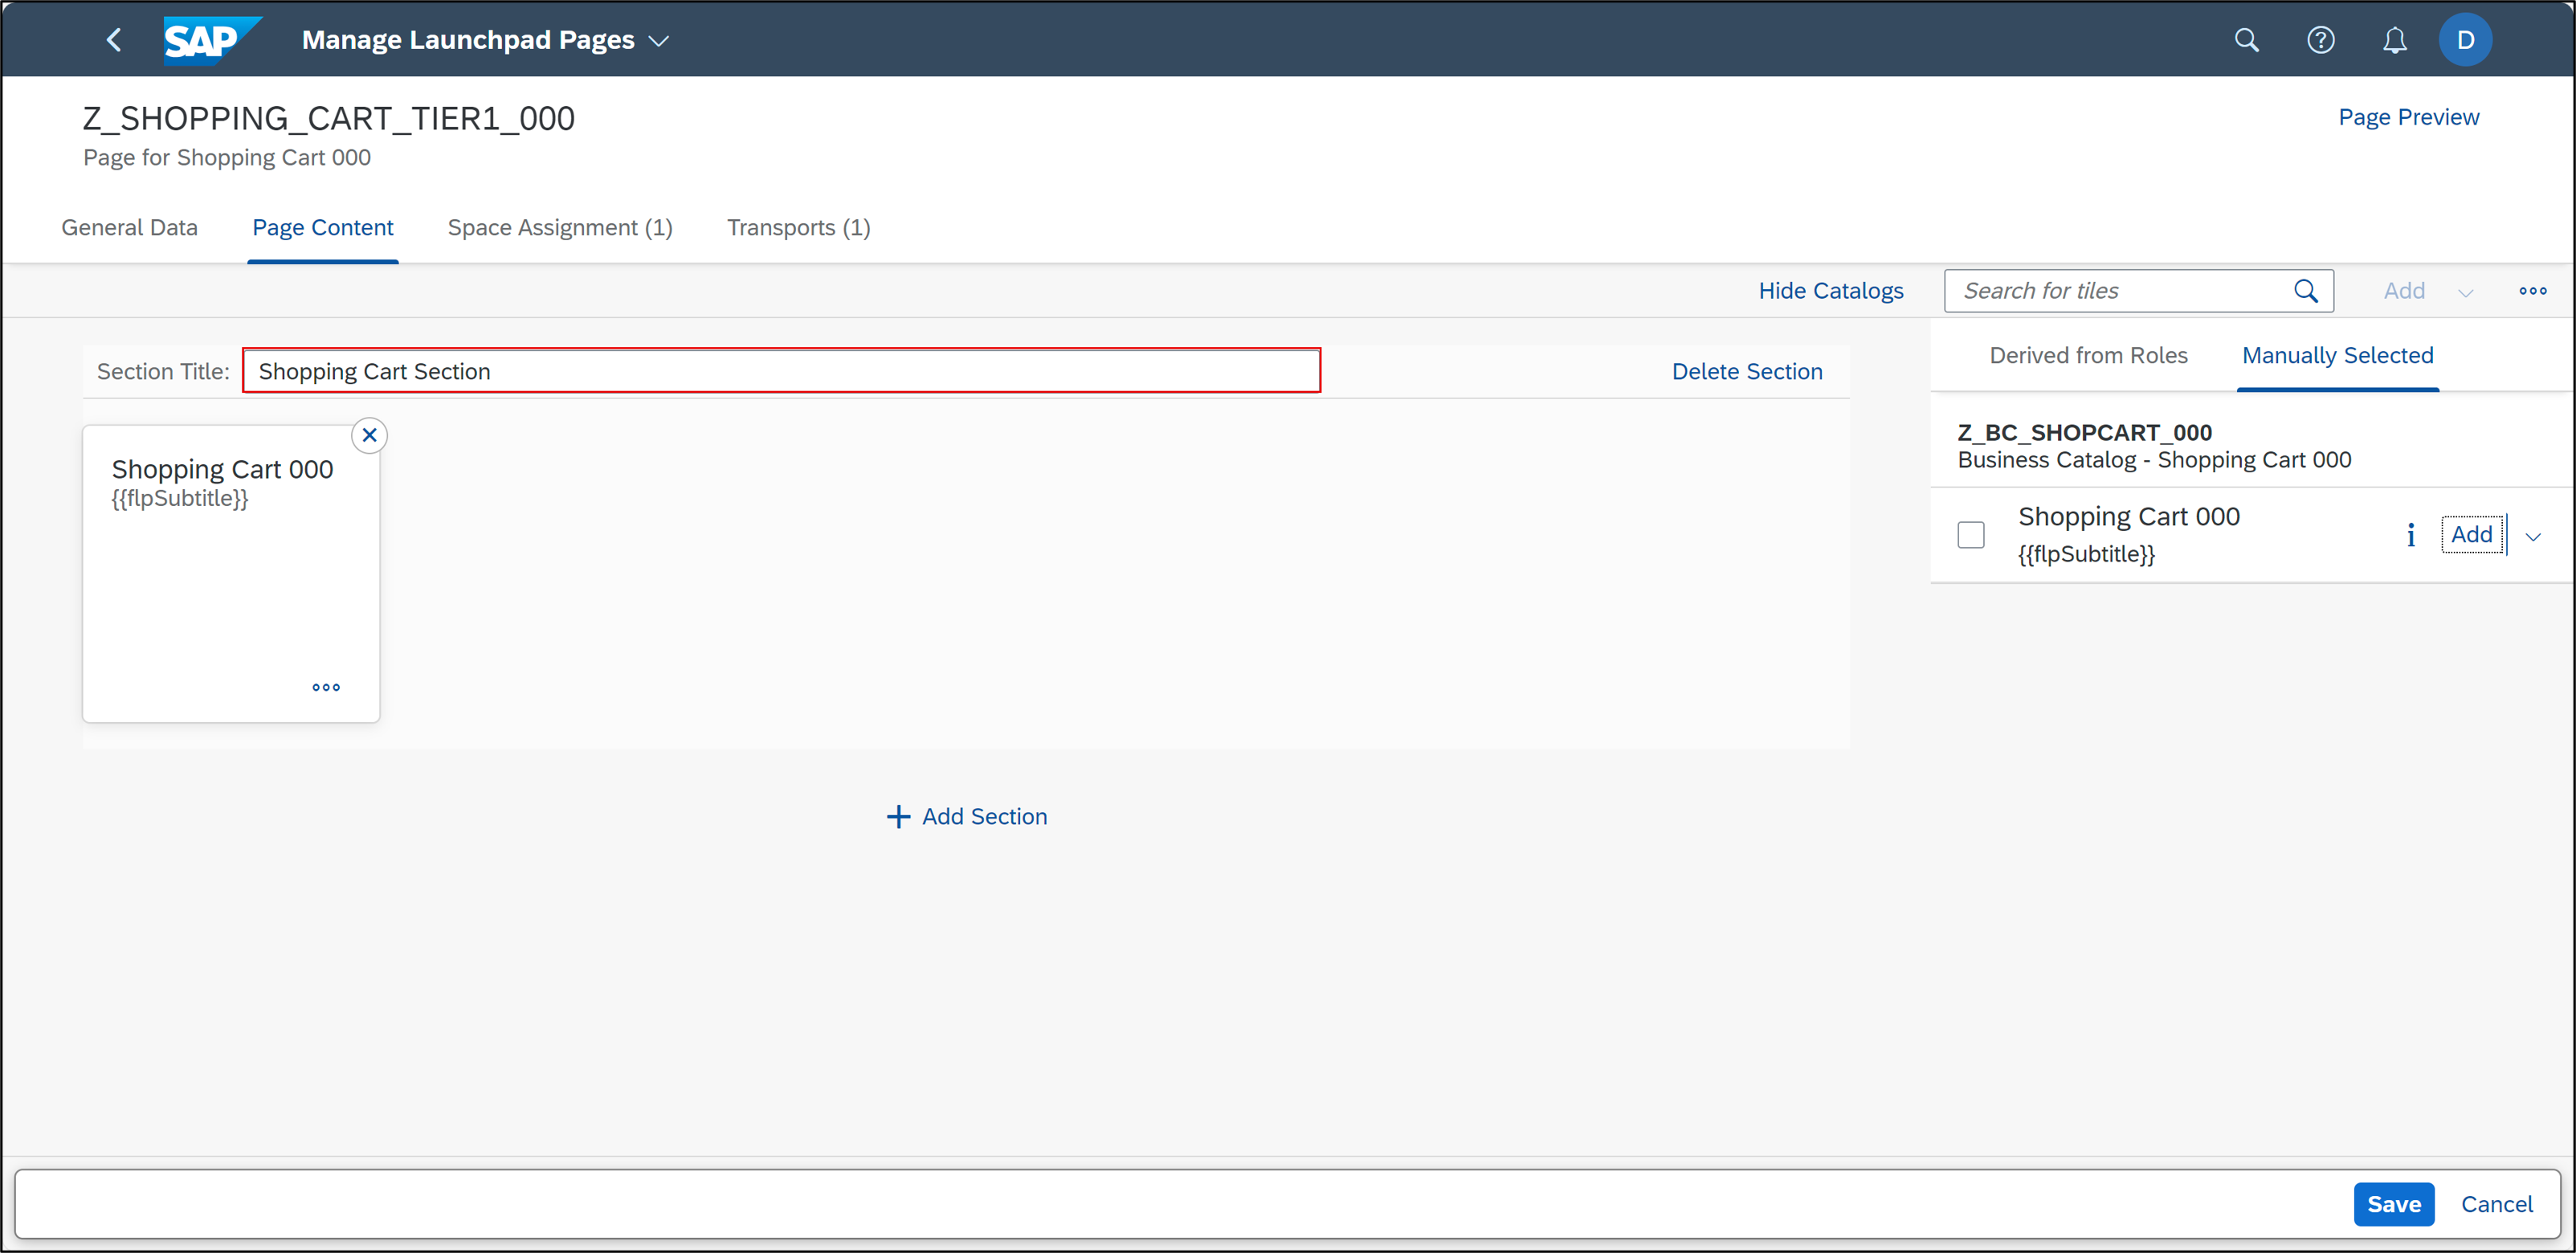 SAP Manage Launchpad Pages
D
Z_SHOPPING_CART_TIER1_000
Page for Shopping Cart 000
Page Preview
General Data Page Content Space Assignment (1) Transports (1)
Hide Catalogs Search for tiles Add
Section Title: Shopping Cart Section Delete Section
Shopping Cart 000
{{flpSubtitle}}
Add Section
Derived from Roles Manually Selected
Z_BC_SHOPCART_000
Business Catalog - Shopping Cart 000
Shopping Cart 000
{{flpSubtitle}}
Add
Save Cancel